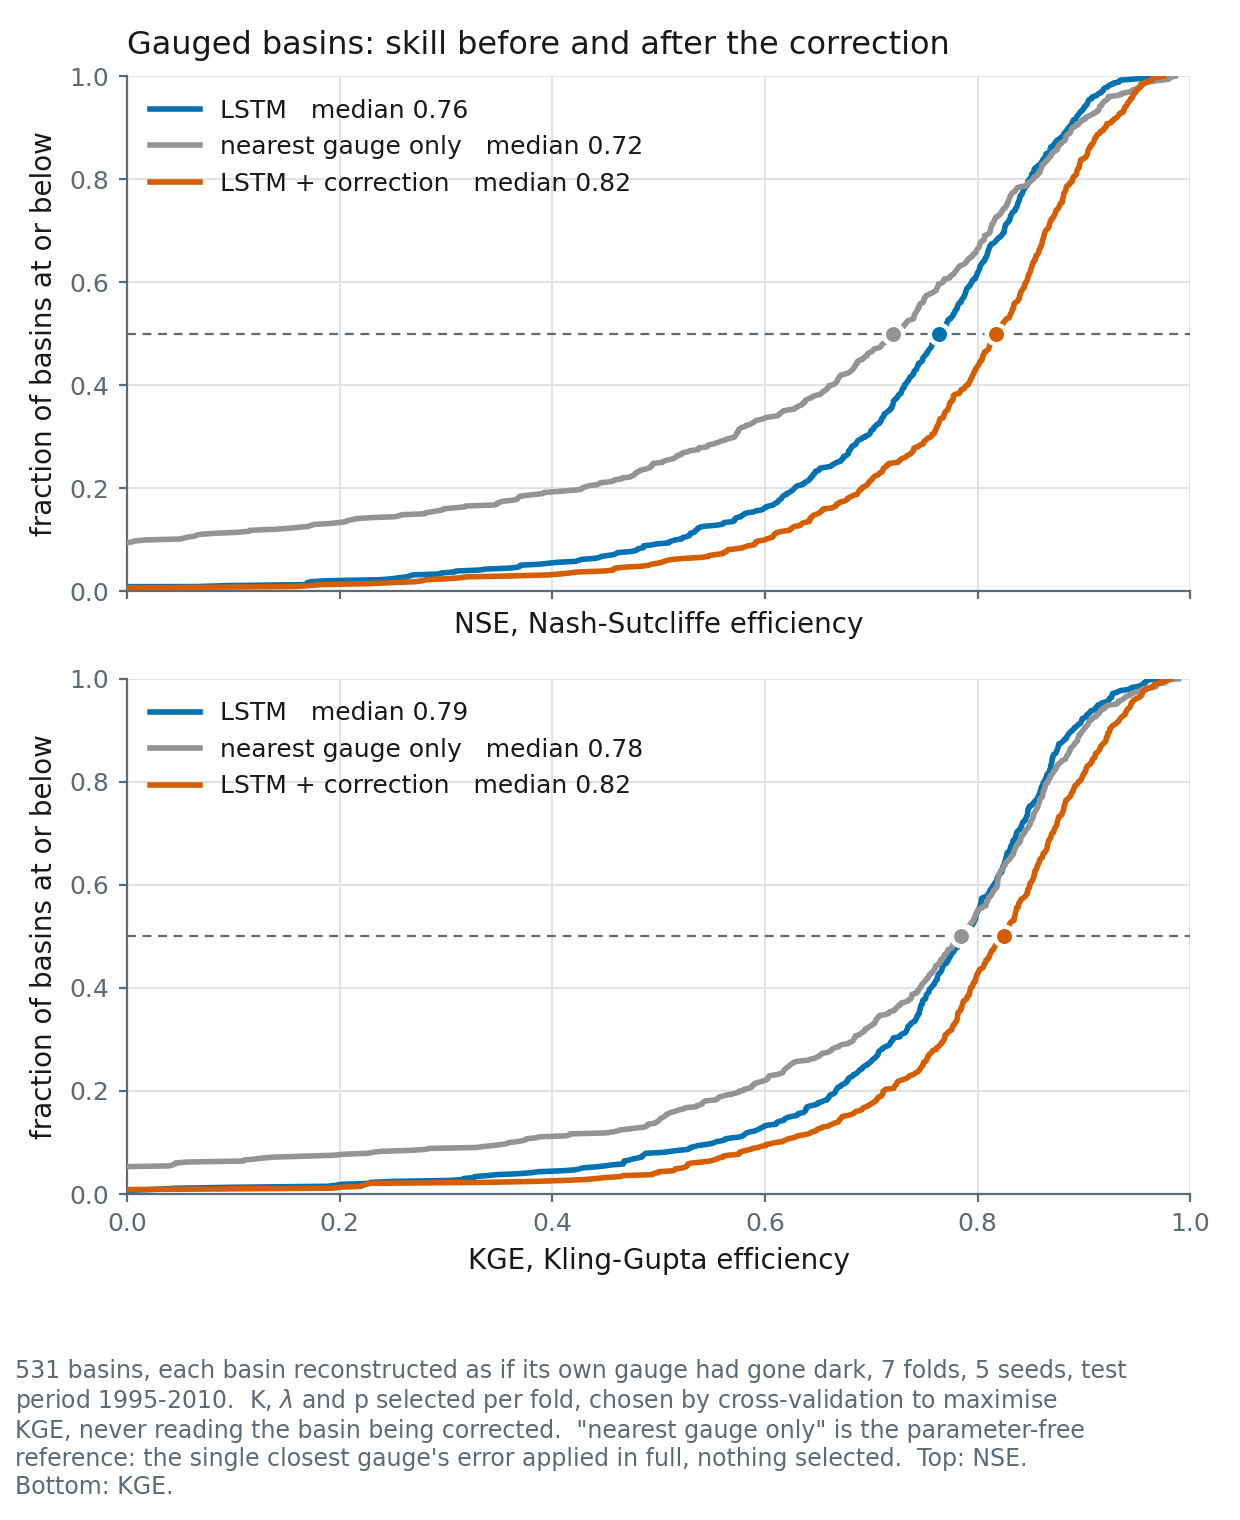 Gauged basins: skill before and after the correction
1.0
0.8
0.6
0.4
0.2
0.0
fraction of basins at or below
LSTM median 0.76
nearest gauge only median 0.72
LSTM + correction median 0.82
NSE, Nash-Sutcliffe efficiency
1.0
0.8
0.6
0.4
0.2
0.0
fraction of basins at or below
LSTM median 0.79
nearest gauge only median 0.78
LSTM + correction median 0.82
0.0 0.2 0.4 0.6 0.8 1.0
KGE, Kling-Gupta efficiency
531 basins, each basin reconstructed as if its own gauge had gone dark, 7 folds, 5 seeds, test
period 1995-2010. K, λ and p selected per fold, chosen by cross-validation to maximise
KGE, never reading the basin being corrected. "nearest gauge only" is the parameter-free
reference: the single closest gauge's error applied in full, nothing selected. Top: NSE.
Bottom: KGE.